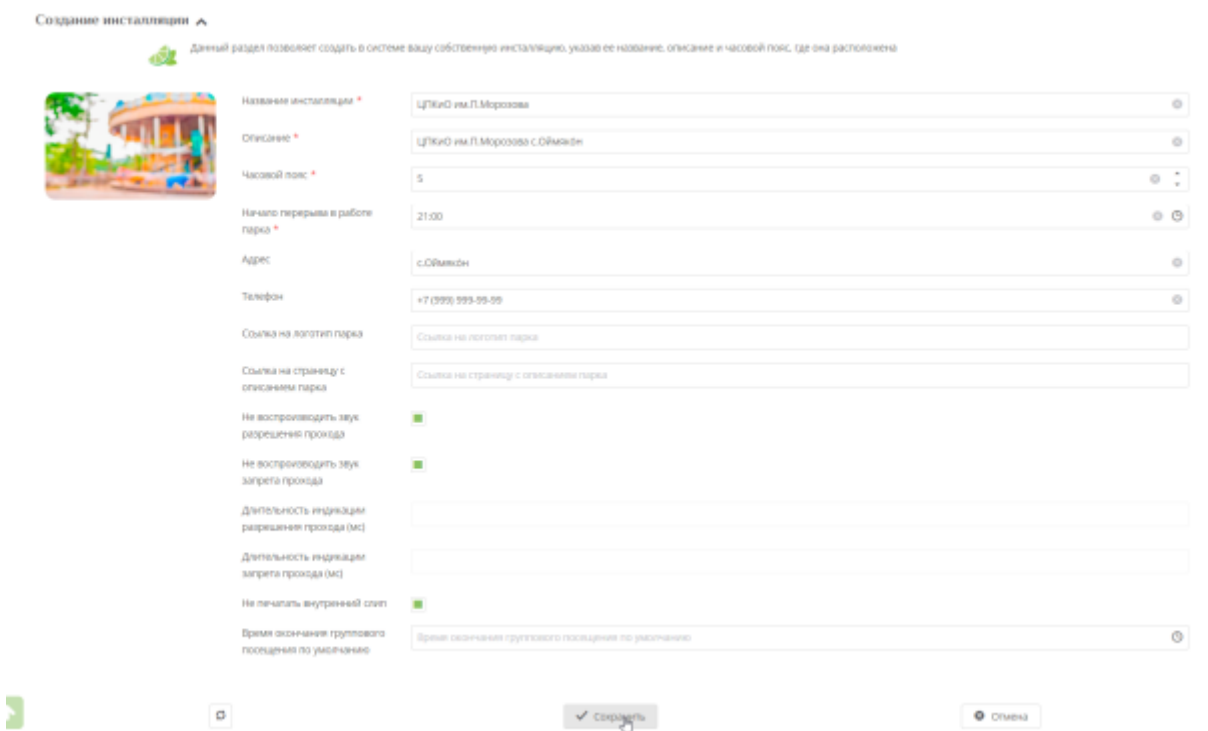 Создание инсталляции
Данный раздел позволяет создать в системе вашу собственную инсталляцию, указав ее название, описание и часовой пояс, где она расположена
Название инсталляции *
ЦПКиО им.П.Морозова
Описание *
ЦПКиО им.П.Морозова с.Оймякон
Часовой пояс *
5
Начало перерыва в работе
парка *
21:00
Адрес
с.Оймякон
Телефон
+7 (999) 999-99-99
Ссылка на логотип парка
Ссылка на логотип парка
Ссылка на страницу с
описанием парка
Ссылка на страницу с описанием парка
Не воспроизводить звук
разрешения прохода
Не воспроизводить звук
запрета прохода
Длительность индикации
разрешения прохода (мс)
Длительность индикации
запрета прохода (мс)
Не печатать внутренний слип
Время окончания группового
посещения по умолчанию
Время окончания группового посещения по умолчанию
Сохранить
Отмена